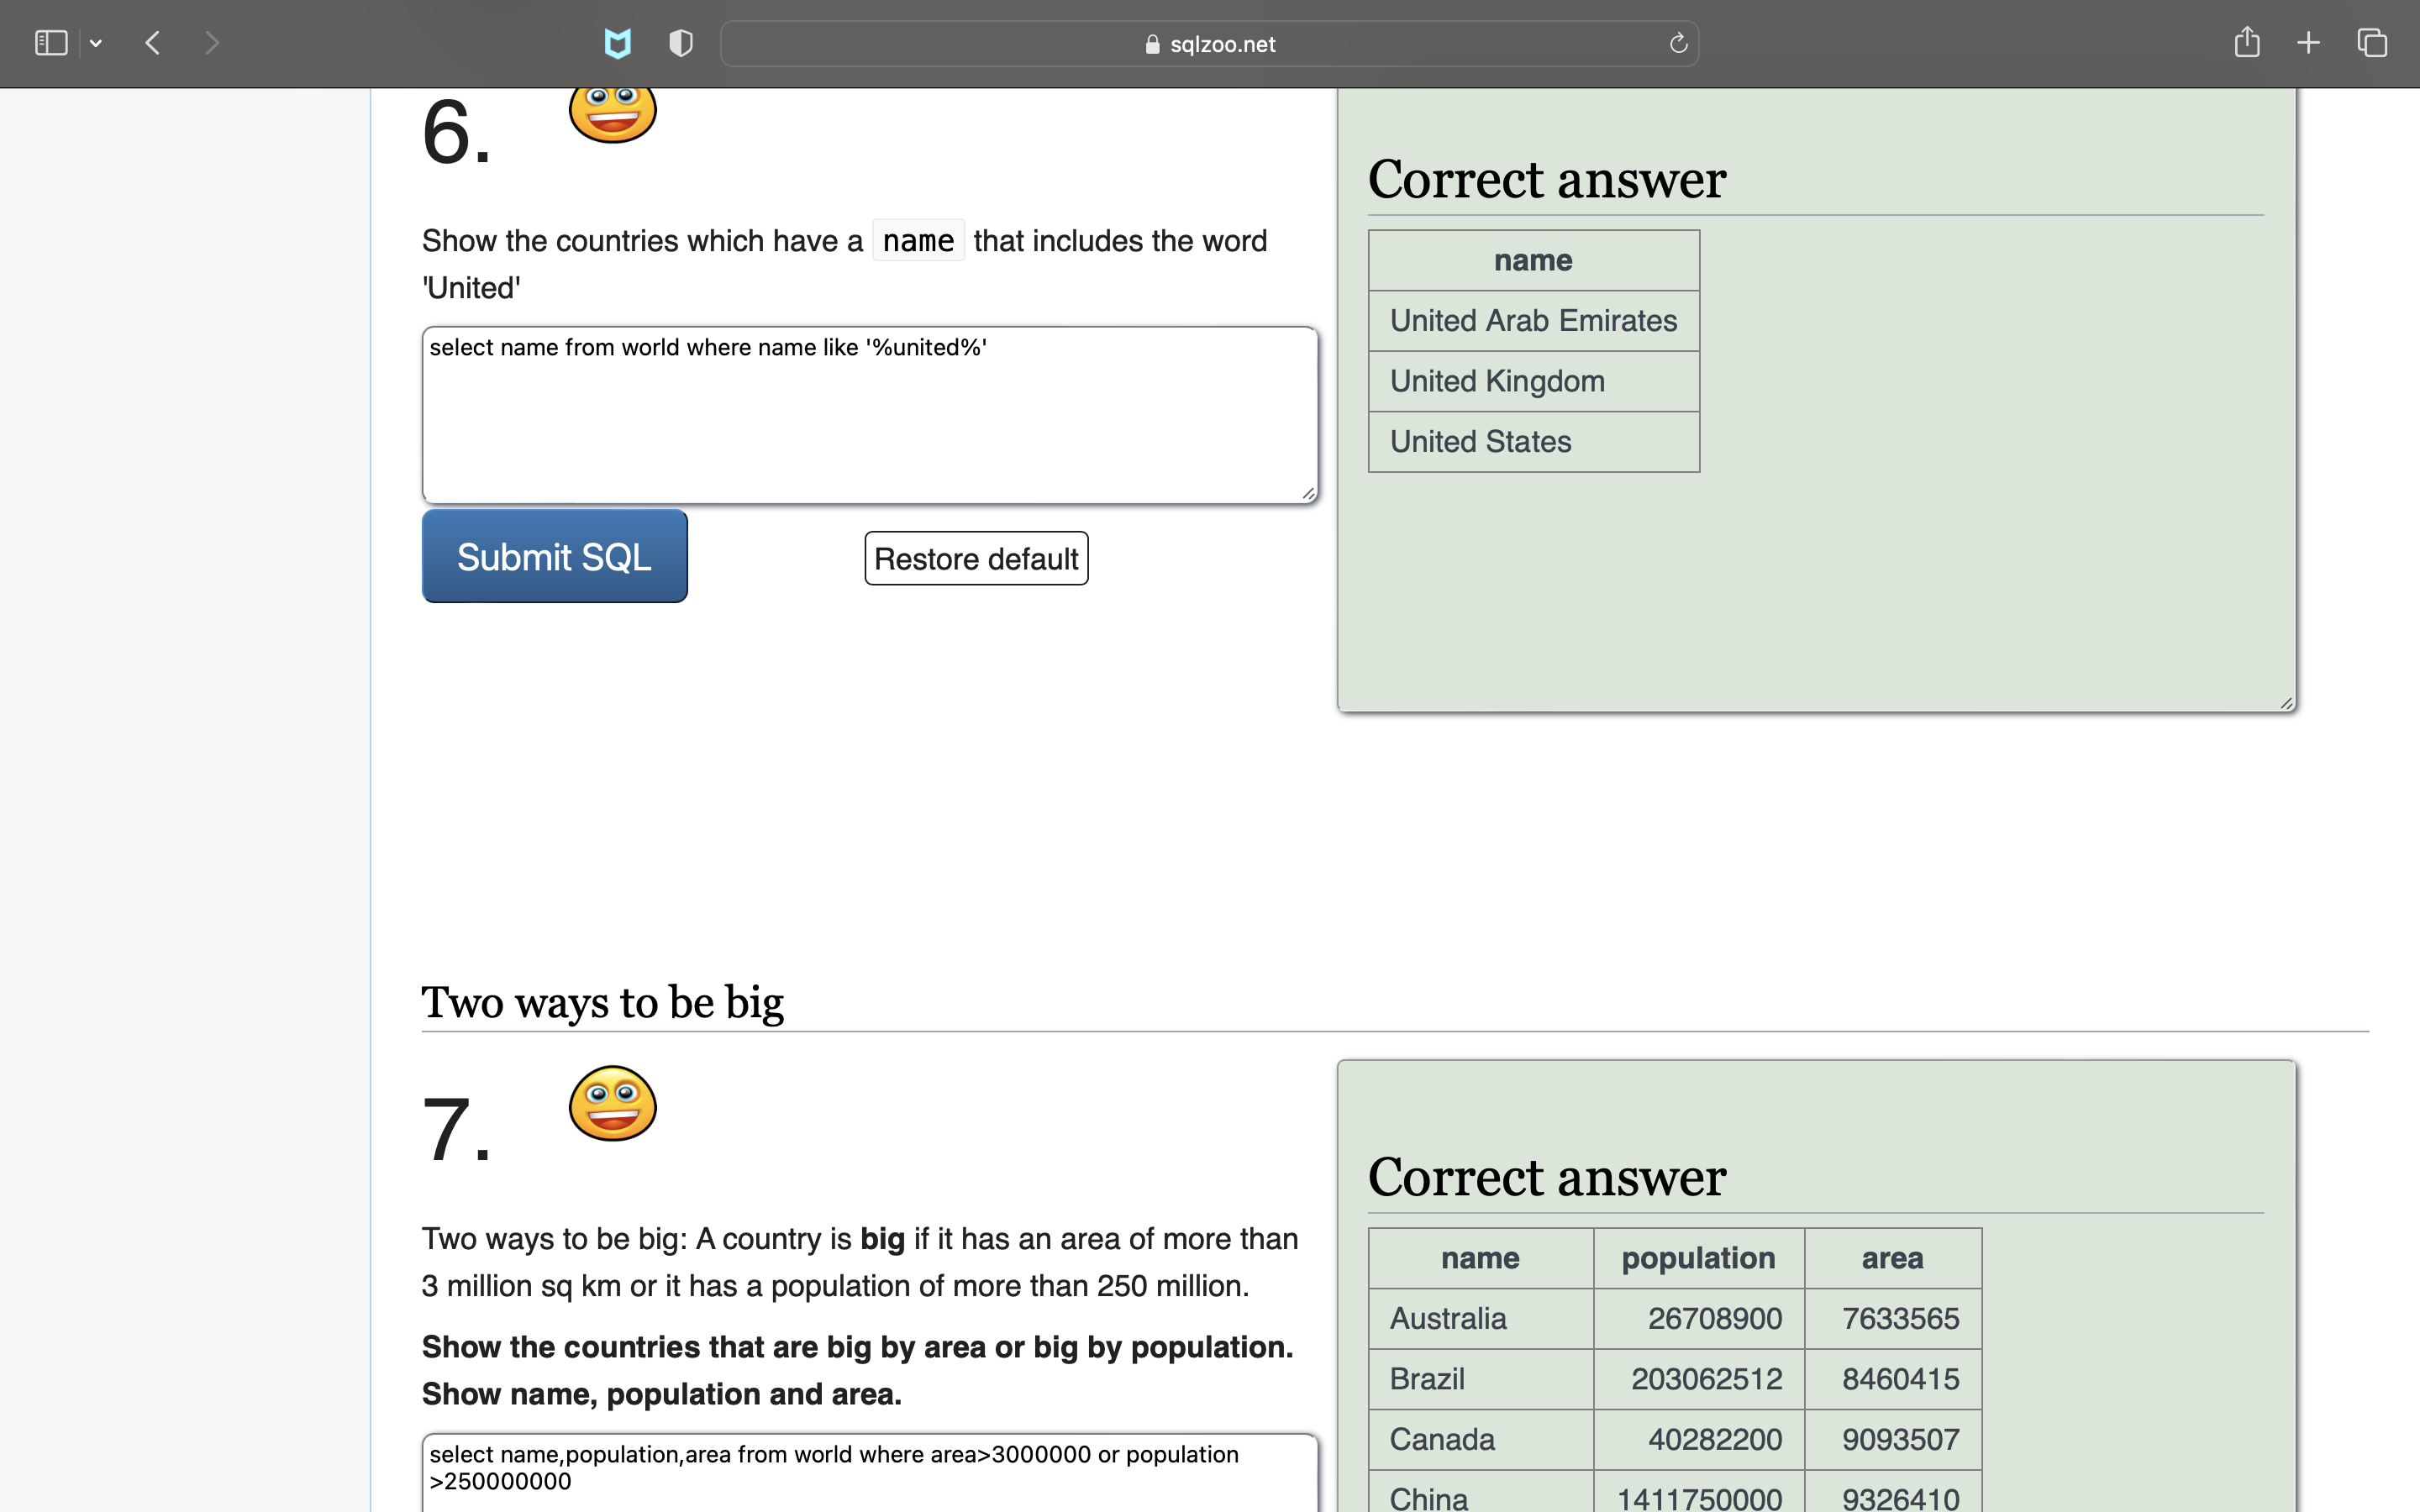 sqlzoo.net
6.
Show the countries which have a name that includes the word
'United'
select name from world where name like '%united%'
Submit SQL
Restore default
Correct answer
name
United Arab Emirates
United Kingdom
United States
Two ways to be big
7.
Two ways to be big: A country is big if it has an area of more than
3 million sq km or it has a population of more than 250 million.
Show the countries that are big by area or big by population.
Show name, population and area.
select name,population,area from world where area>3000000 or population
>250000000
Correct answer
name population area
Australia 26708900 7633565
Brazil 203062512 8460415
Canada 40282200 9093507
China 1411750000 9326410